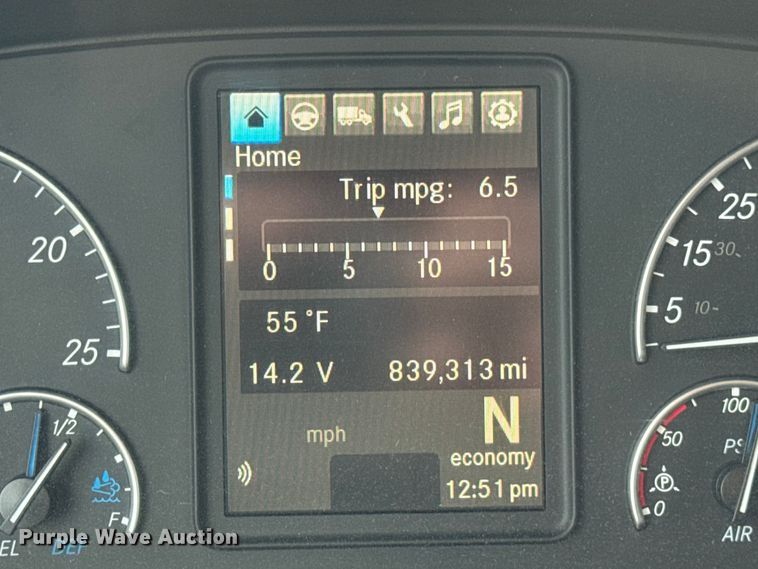 Home
Trip mpg: 6.5
0 5 10 15
55 °F
14.2 V 839,313 mi
mph
N
economy
12:51 pm
20
25
1/2
F
DEF
25
15 30
5 10
100
50
0
P
AIR
Purple Wave Auction